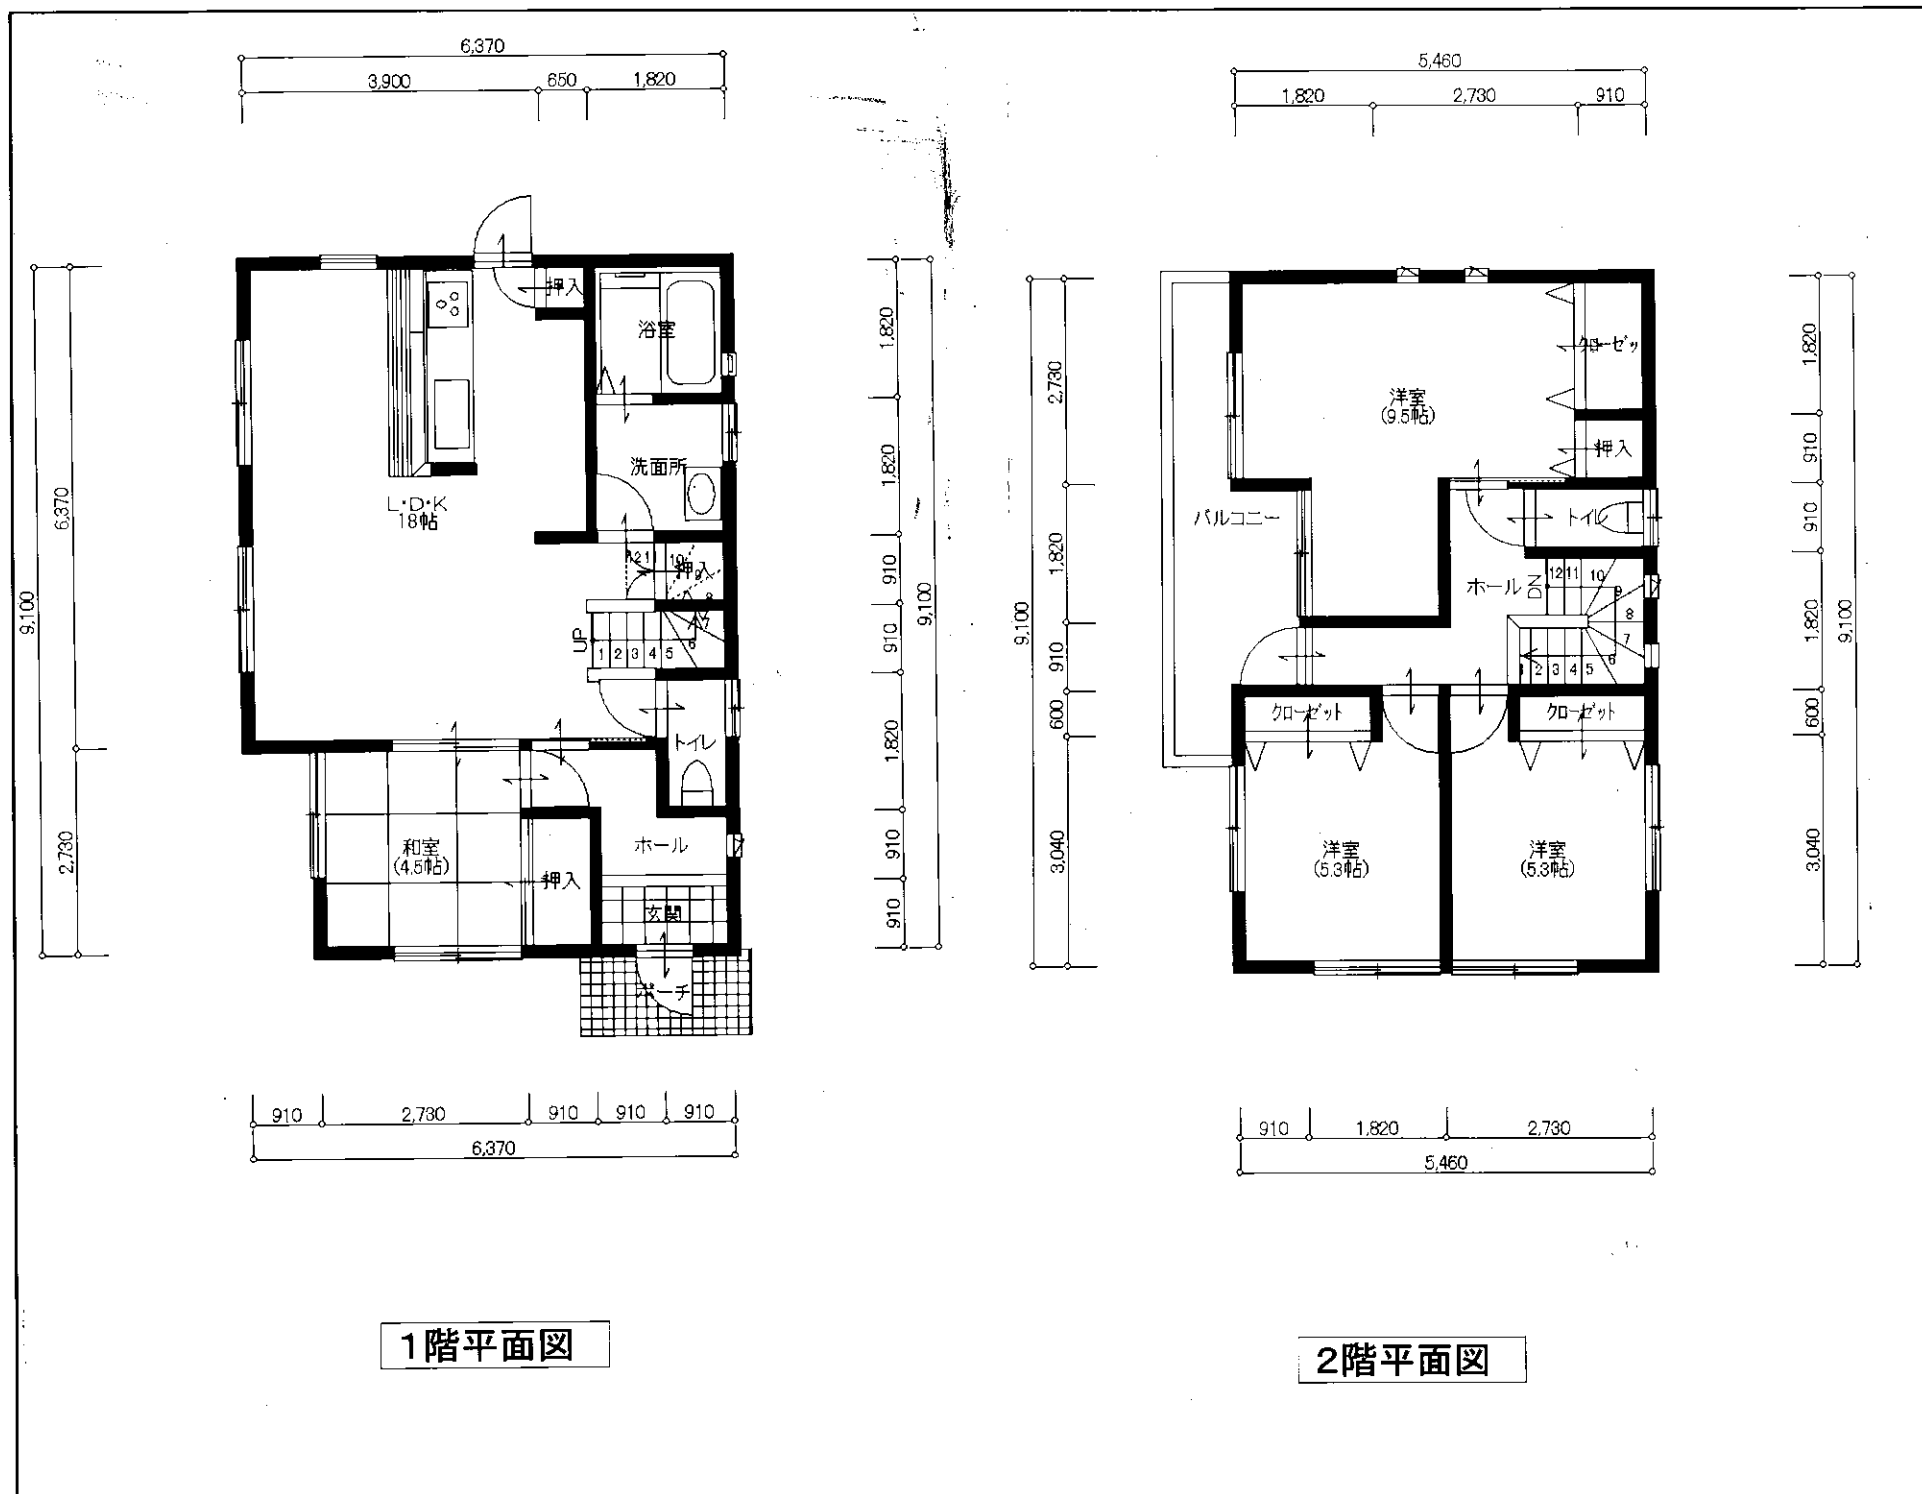 6,370
3,900 650 1,820
9,100
6,370
2,730
押入
浴室
洗面所
L・D・K
18帖
12 11 10 9 8
押入
UP
1 2 3 4 5 6 7
トイレ
和室
(4.5帖)
押入
ホール
玄関
ポーチ
1,820
1,820
910
910
1,820
910
910
9,100
910 2,730 910 910 910
6,370
1階平面図
5,460
1,820 2,730 910
9,100
2,730
1,820
910
600
3,040
クローゼッ
洋室
(9.5帖)
押入
バルコニー
トイレ
ホール
DN
12 11 10 9 8 7 6
1 2 3 4 5
クローゼット
クローゼット
洋室
(5.3帖)
洋室
(5.3帖)
1,820
910
910
1,820
600
3,040
9,100
910 1,820 2,730
5,460
2階平面図